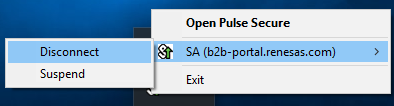 Open Pulse Secure
Disconnect
SA (b2b-portal.renesas.com)
Suspend
Exit